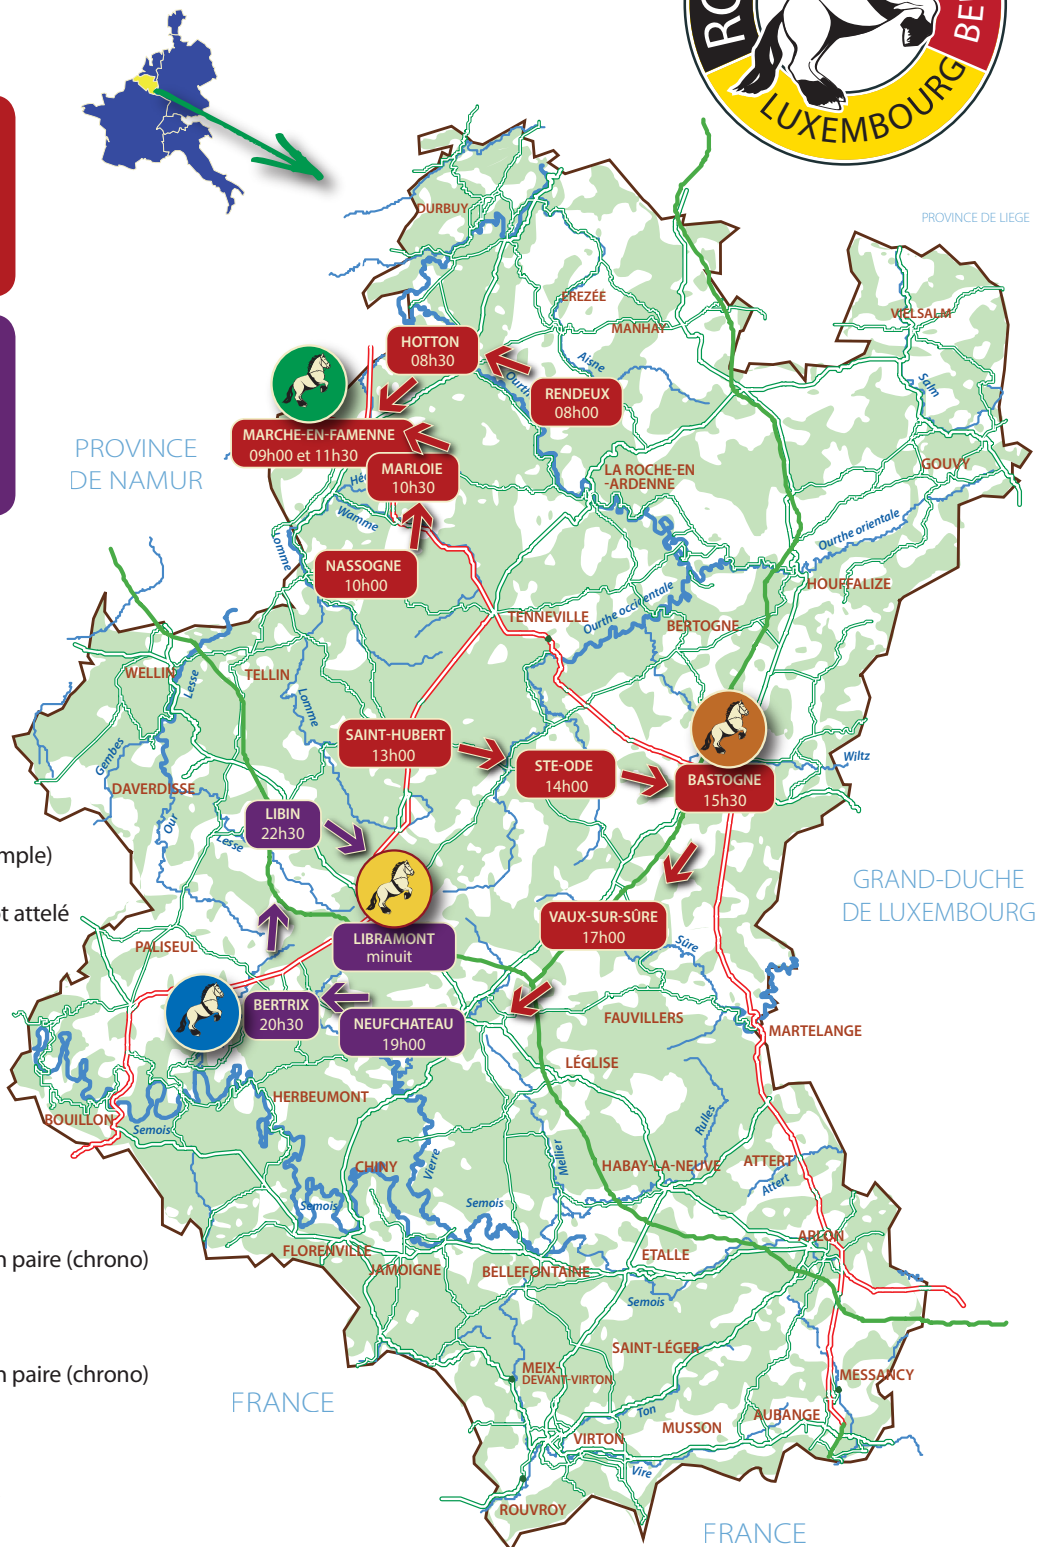 LUXEMBOURG
PROVINCE DE LIEGE
DURBUY
EREZÉE
MANHAY
VIELSALM
HOTTON
08h30
Aisne
Salm
RENDEUX
08h00
MARCHE-EN-FAMENNE
09h00 et 11h30
PROVINCE
DE NAMUR
MARLOIE
10h30
LA ROCHE-EN
-ARDENNE
GOUVY
Wamme
Ourthe orientale
Lomme
NASSOGNE
10h00
HOUFFALIZE
Ourthe occidentale
TENNEVILLE
BERTOGNE
WELLIN
Lesse
TELLIN
Lomme
SAINT-HUBERT
13h00
Gembes
STE-ODE
14h00
Wiltz
BASTOGNE
15h30
DAVERDISSE
LIBIN
22h30
Our
Lesse
mple)
GRAND-DUCHE
DE LUXEMBOURG
ot attelé
VAUX-SUR-SÛRE
17h00
PALISEUL
LIBRAMONT
minuit
Sûre
BERTRIX
20h30
NEUFCHATEAU
19h00
FAUVILLERS
MARTELANGE
LÉGLISE
HERBEUMONT
BOUILLON
Semois
Rulles
Mellier
Vierre
CHINY
HABAY-LA-NEUVE
ATTERT
Attert
Semois
Semois
ARLON
FLORENVILLE
ETALLE
n paire (chrono)
JAMOIGNE
BELLEFONTAINE
Semois
SAINT-LÉGER
MEIX-
DEVANT-VIRTON
n paire (chrono)
MESSANCY
FRANCE
Ton
AUBANGE
MUSSON
VIRTON
Vire
ROUVROY
FRANCE